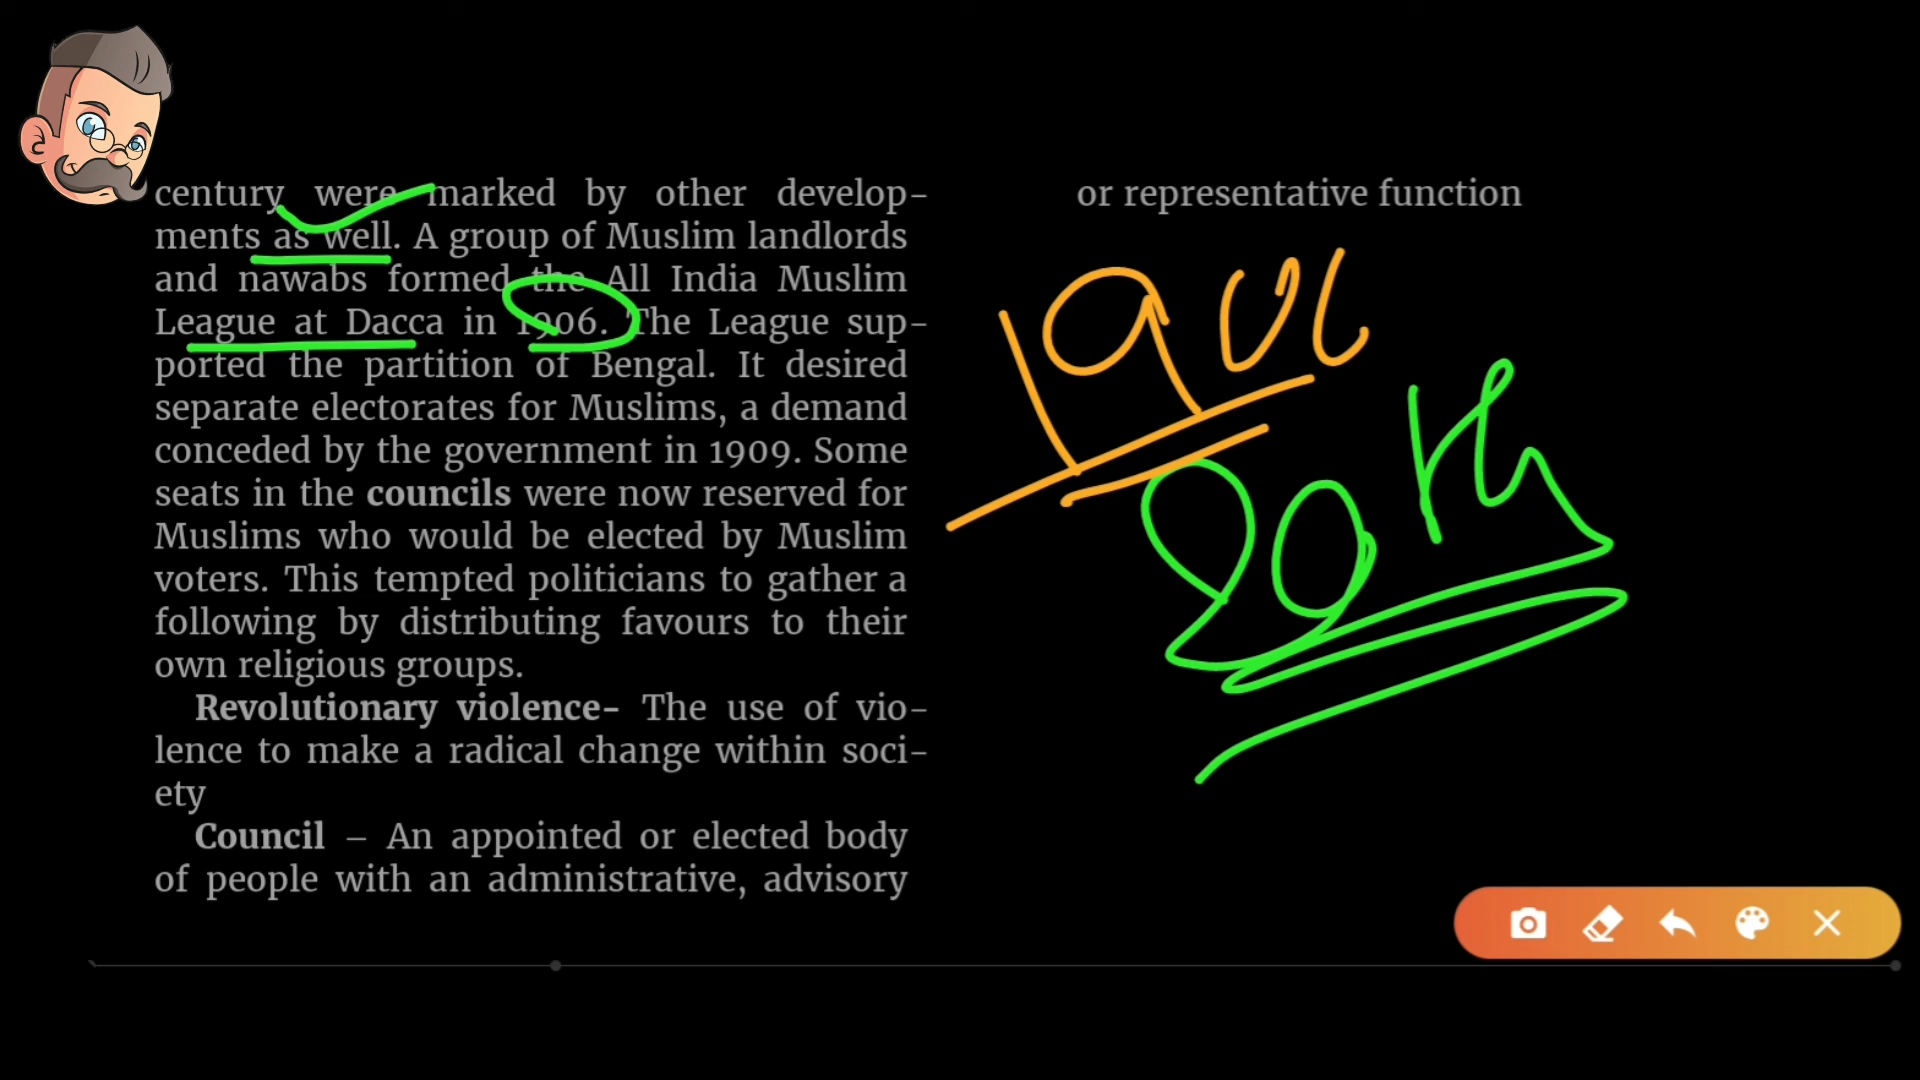 century were marked by other develop-
ments as well. A group of Muslim landlords
and nawabs formed the All India Muslim
League at Dacca in 1906. The League sup-
ported the partition of Bengal. It desired
separate electorates for Muslims, a demand
conceded by the government in 1909. Some
seats in the councils were now reserved for
Muslims who would be elected by Muslim
voters. This tempted politicians to gather a
following by distributing favours to their
own religious groups.
Revolutionary violence- The use of vio-
lence to make a radical change within soci-
ety
Council – An appointed or elected body
of people with an administrative, advisory
or representative function
20th